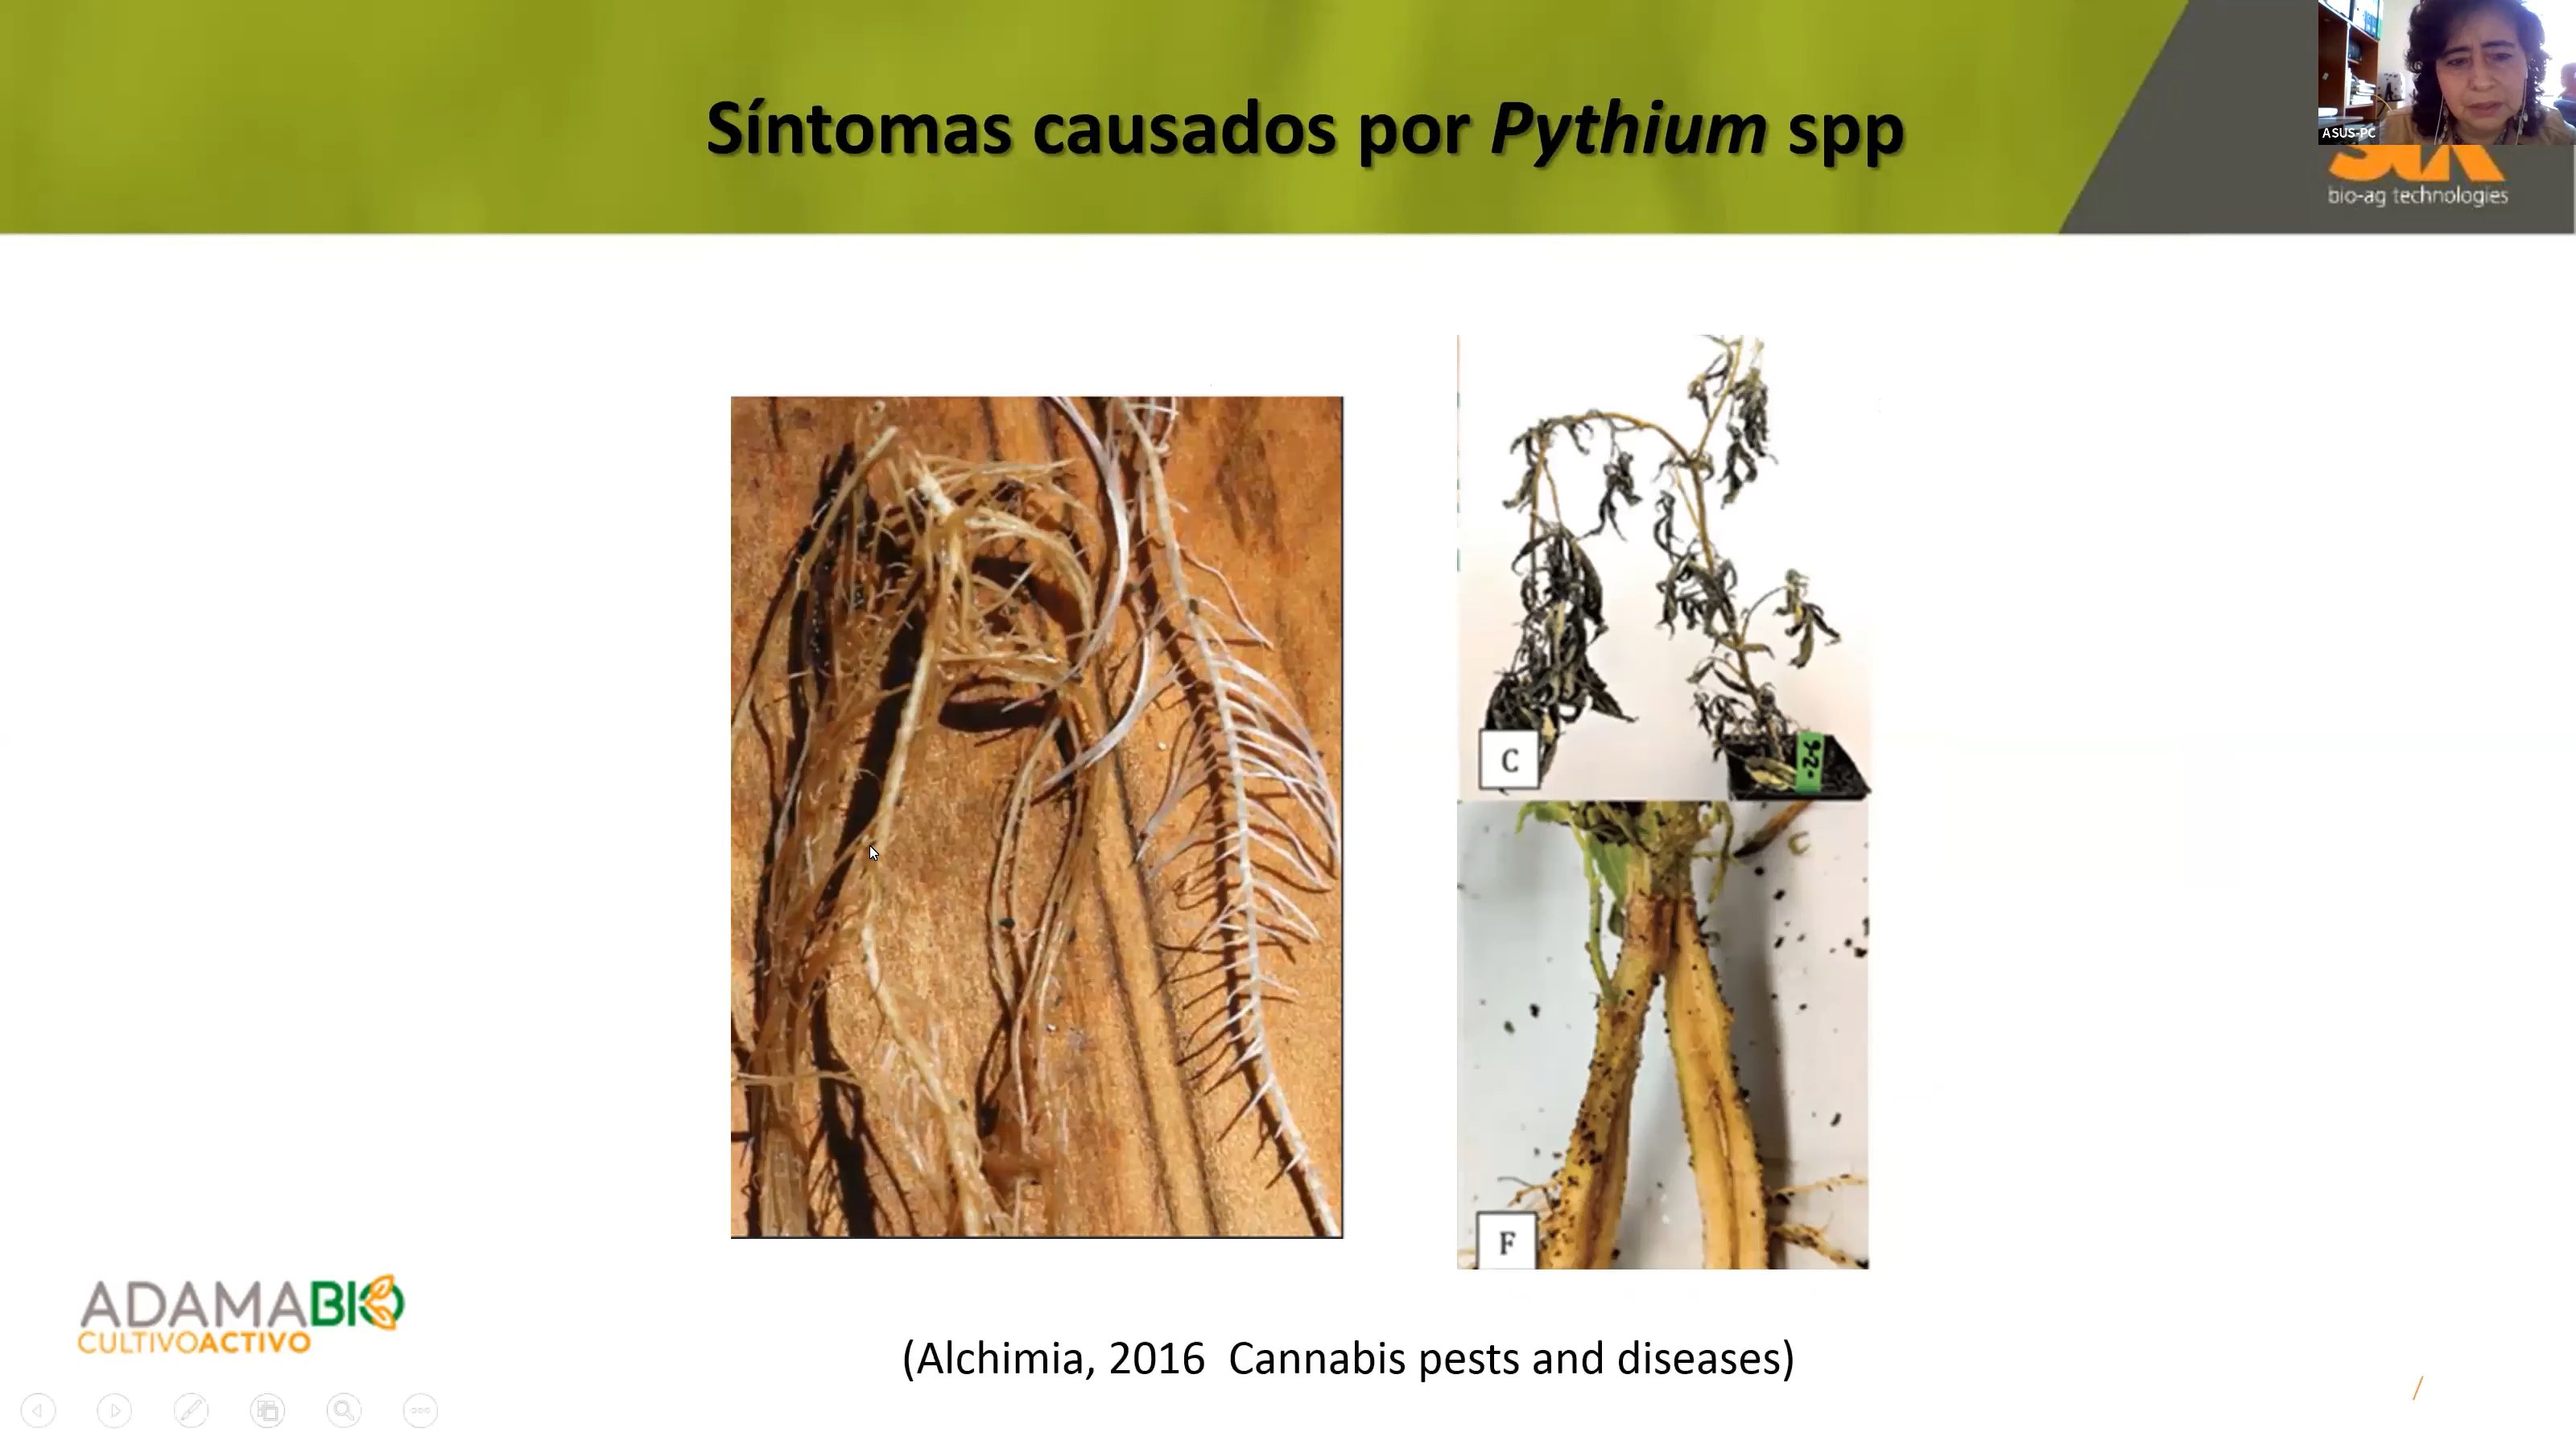 Síntomas causados por Pythium spp
ASUS-PC
bio-ag technologies
C
F
ADAMABIO
CULTIVOACTIVO
(Alchimia, 2016  Cannabis pests and diseases)
/